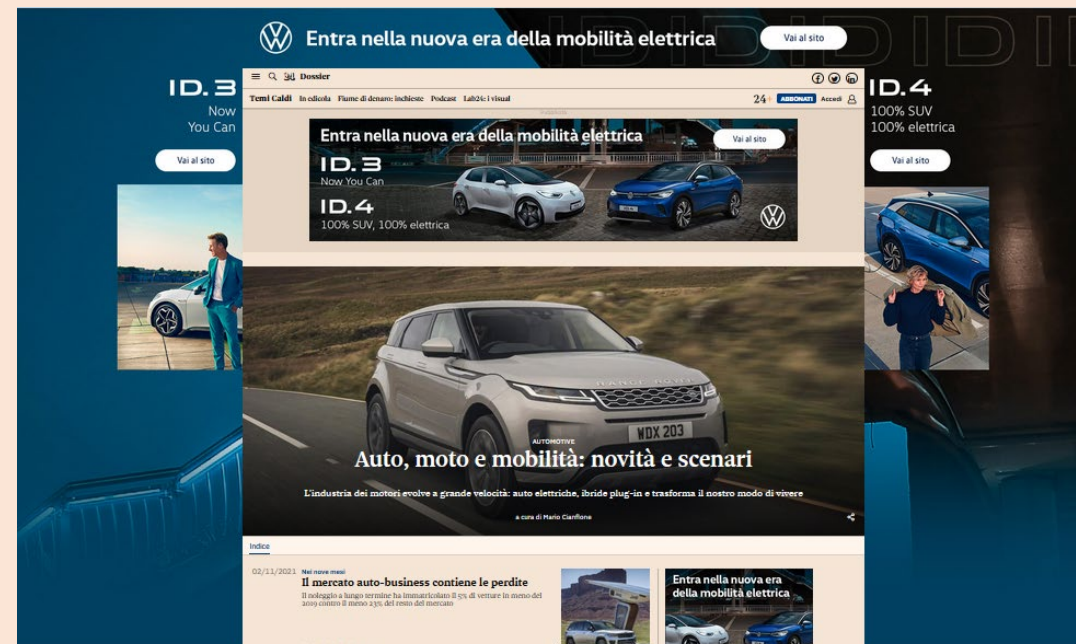 Entra nella nuova era della mobilità elettrica
Vai al sito
ID.3
Now
You Can
Vai al sito
ID.4
100% SUV
100% elettrica
Vai al sito
Dossier
Temi Caldi In edicola Fiume di denaro: inchieste Podcast Lab24: i visual
24+ ABBONATI Accedi
Entra nella nuova era della mobilità elettrica
Vai al sito
ID.3
Now You Can
ID.4
100% SUV, 100% elettrica
RANGE ROVER
WDX 203
AUTOMOTIVE
Auto, moto e mobilità: novità e scenari
L'industria dei motori evolve a grande velocità: auto elettriche, ibride plug-in e trasforma il nostro modo di vivere
a cura di Mario Cianflone
Indice
02/11/2021 Nei nove mesi
Il mercato auto-business contiene le perdite
Il noleggio a lungo termine ha immatricolato il 5% di vetture in meno del
2019 contro il meno 23% del resto del mercato
Entra nella nuova era
della mobilità elettrica